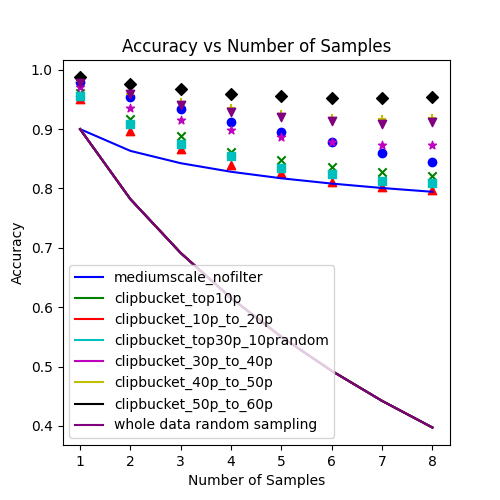 Accuracy vs Number of Samples
1.0
0.9
0.8
0.7
0.6
0.5
0.4
Accuracy
mediumscale_nofilter
clipbucket_top10p
clipbucket_10p_to_20p
clipbucket_top30p_10prandom
clipbucket_30p_to_40p
clipbucket_40p_to_50p
clipbucket_50p_to_60p
whole data random sampling
1 2 3 4 5 6 7 8
Number of Samples